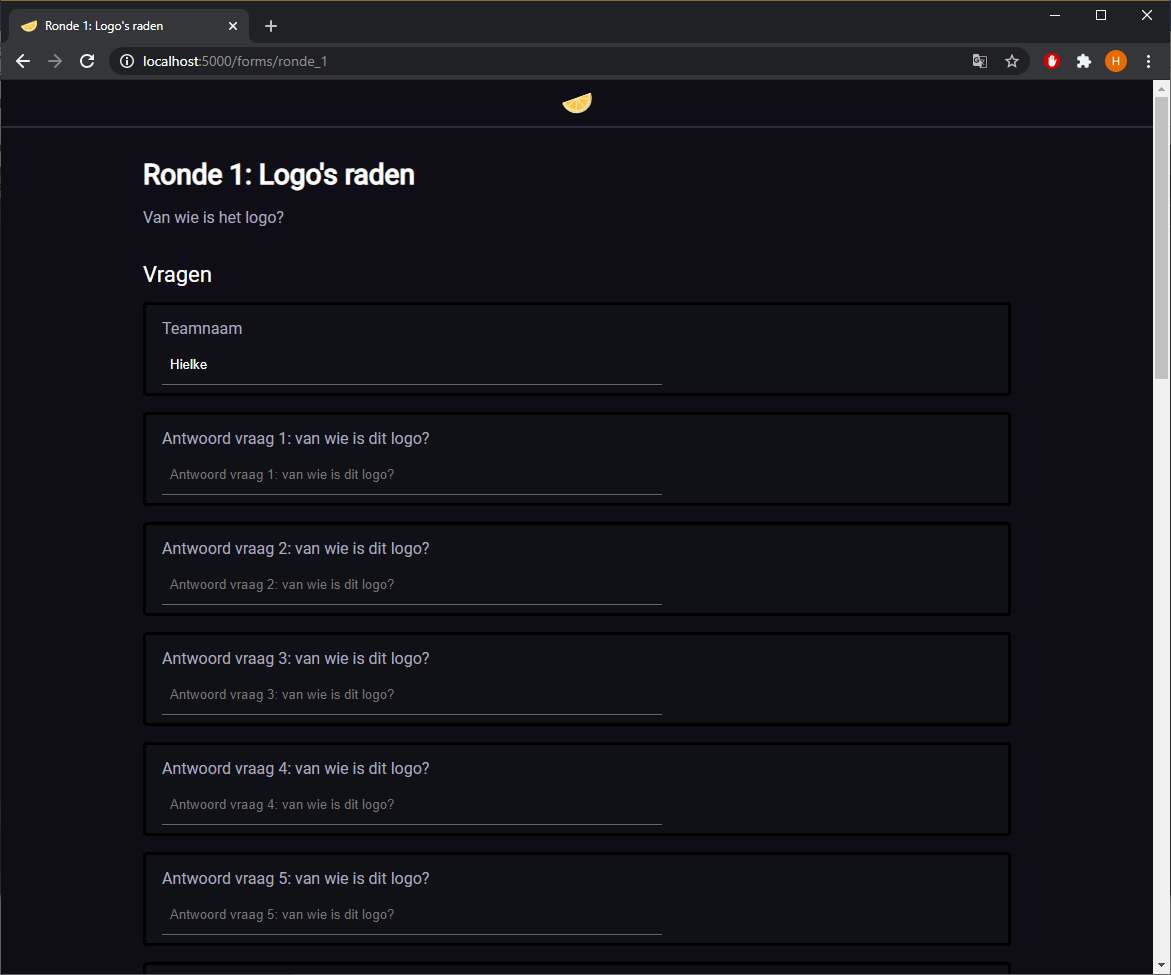 Ronde 1: Logo's raden
localhost:5000/forms/ronde_1
H
Ronde 1: Logo's raden
Van wie is het logo?
Vragen
Teamnaam
Hielke
Antwoord vraag 1: van wie is dit logo?
Antwoord vraag 1: van wie is dit logo?
Antwoord vraag 2: van wie is dit logo?
Antwoord vraag 2: van wie is dit logo?
Antwoord vraag 3: van wie is dit logo?
Antwoord vraag 3: van wie is dit logo?
Antwoord vraag 4: van wie is dit logo?
Antwoord vraag 4: van wie is dit logo?
Antwoord vraag 5: van wie is dit logo?
Antwoord vraag 5: van wie is dit logo?